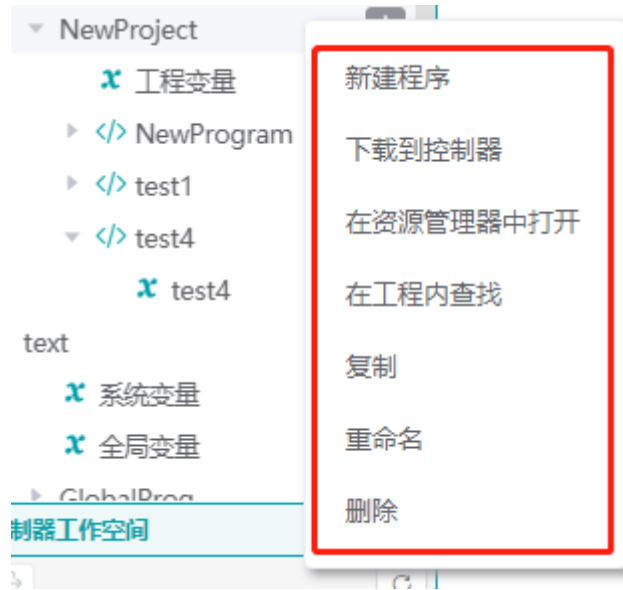 NewProject
工程变量
NewProgram
test1
test4
test4
text
系统变量
全局变量
GlobalProg
制器工作空间
新建程序
下载到控制器
在资源管理器中打开
在工程内查找
复制
重命名
删除